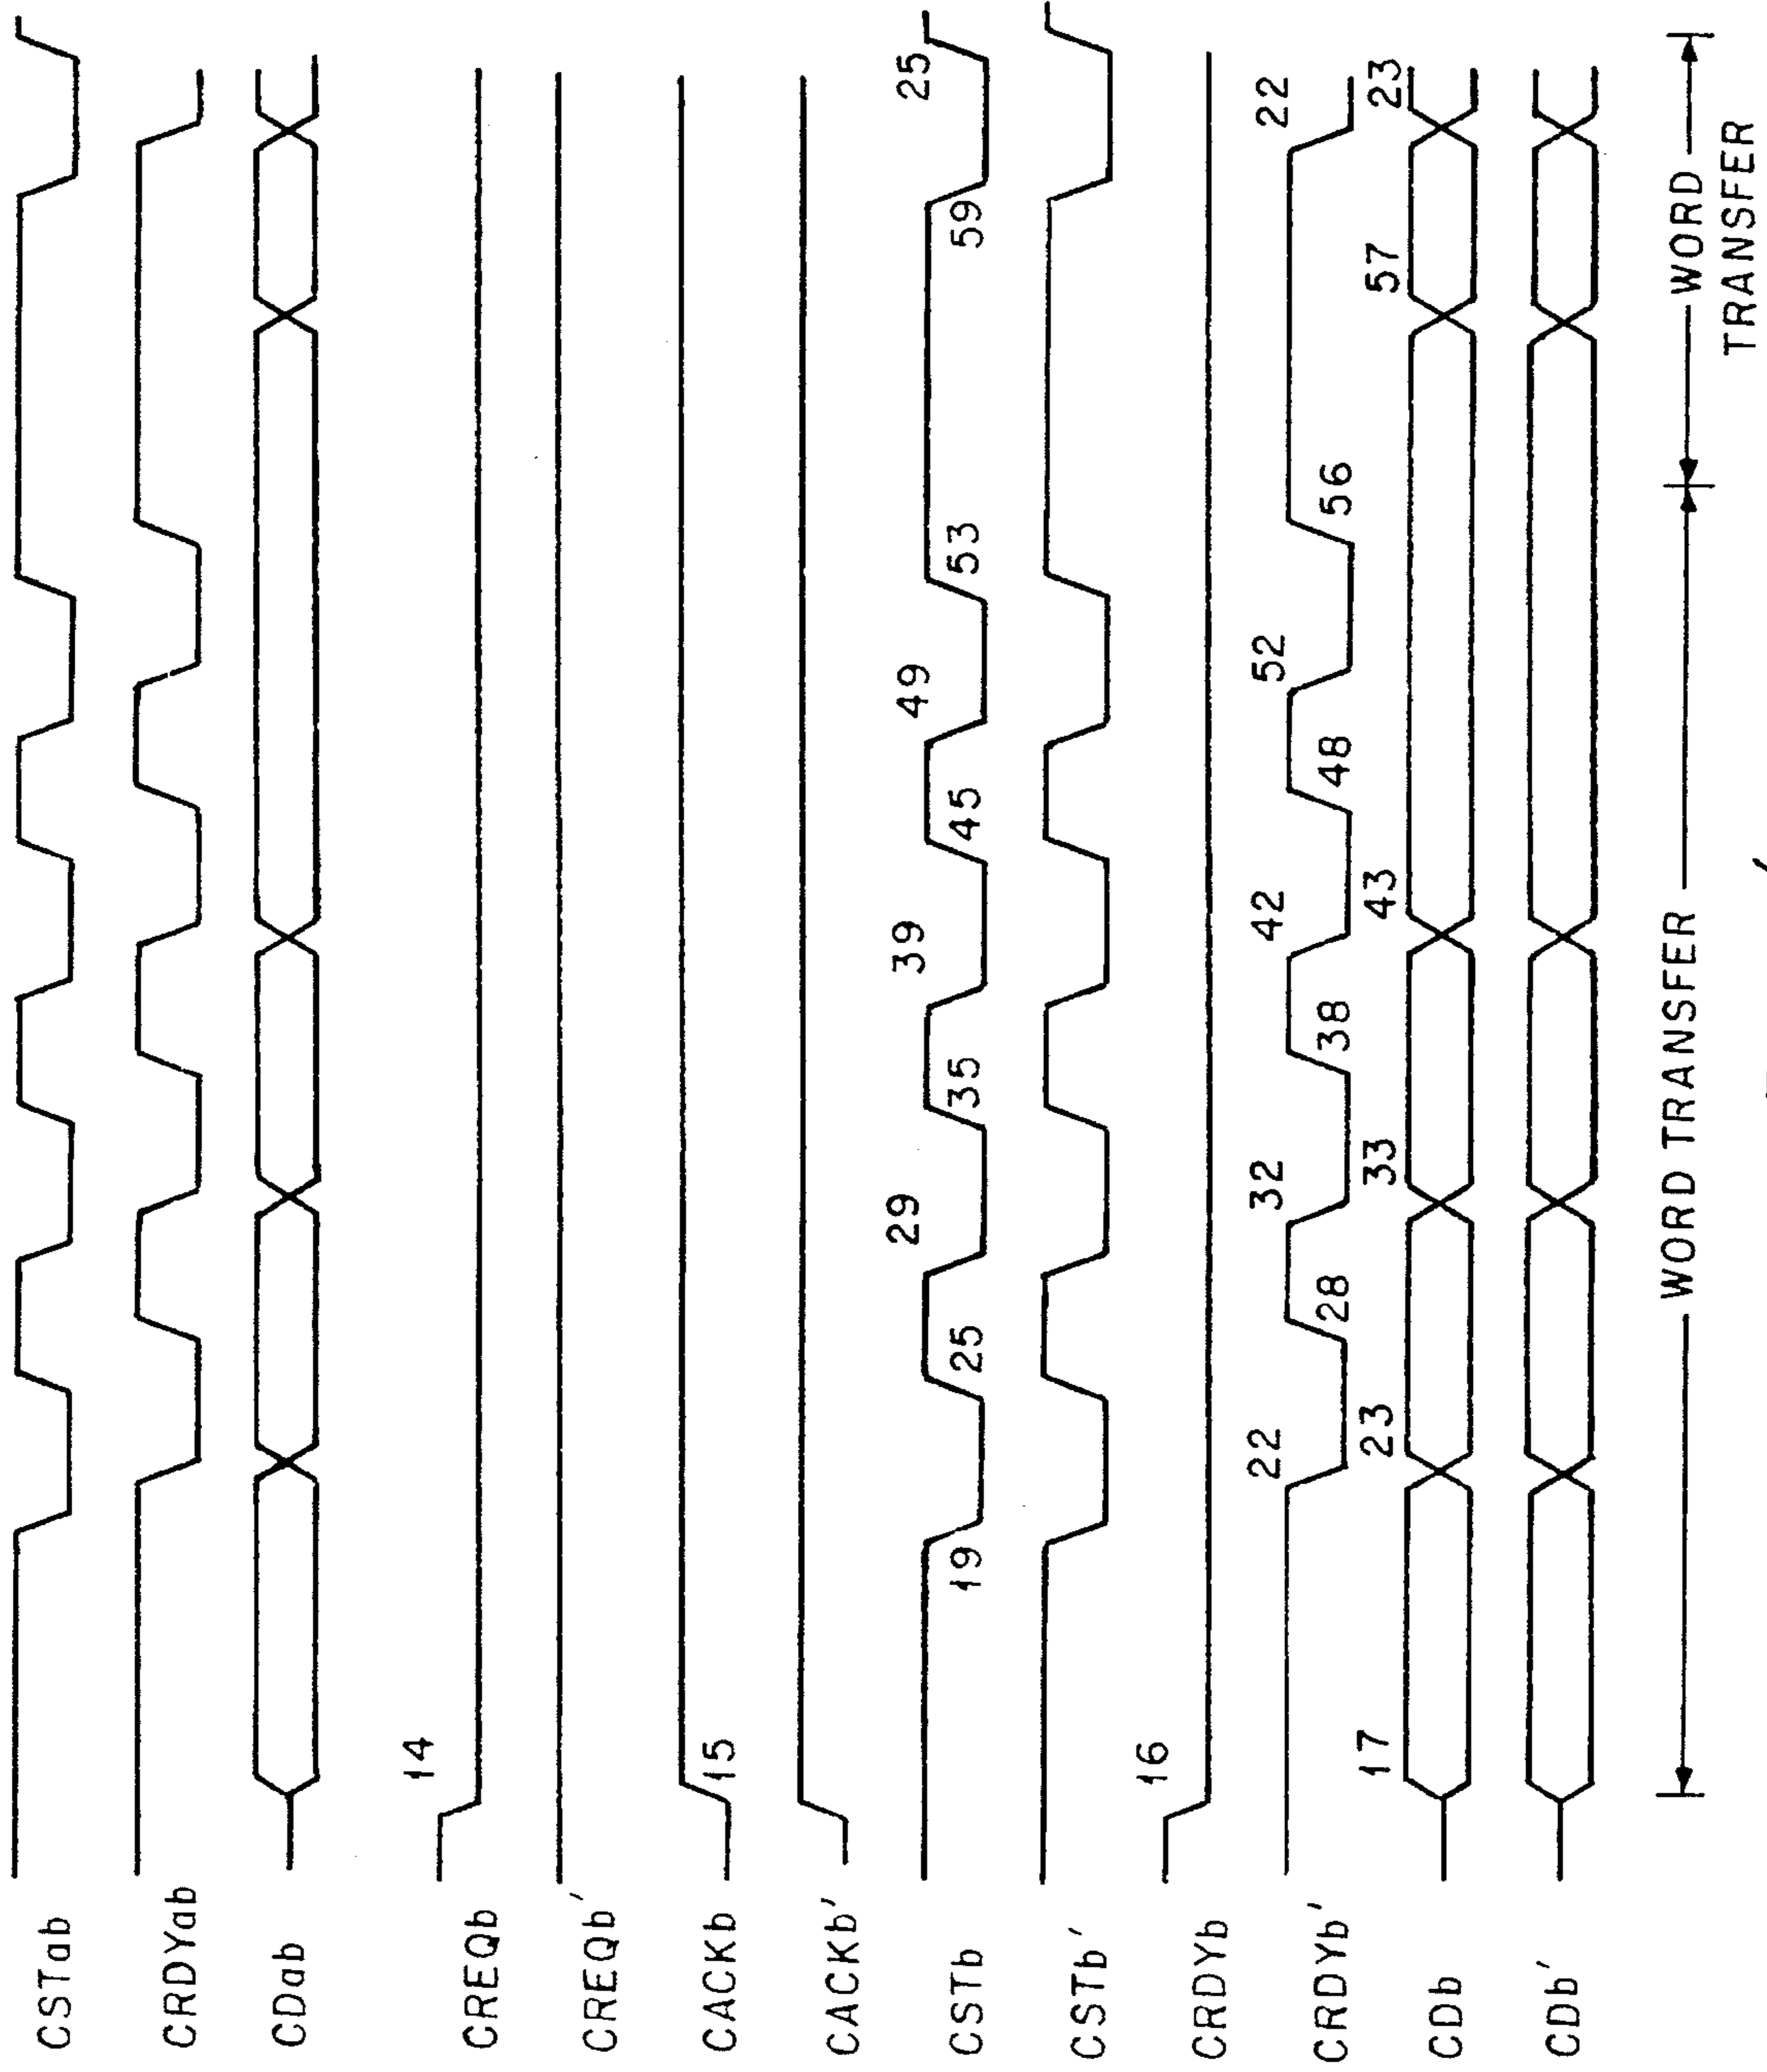 CSTab
CRDYab
CDab
CREQb 14
CREQb′
CACKb 15
CACKb′
CSTb 19 25 29 35 39 45 49 53 59 25
CSTb′
CRDYb 16
CRDYb′ 22 28 32 38 42 48 52 56 22
CDb 17 23 33 43 57 23
CDb′
WORD TRANSFER WORD
TRANSFER